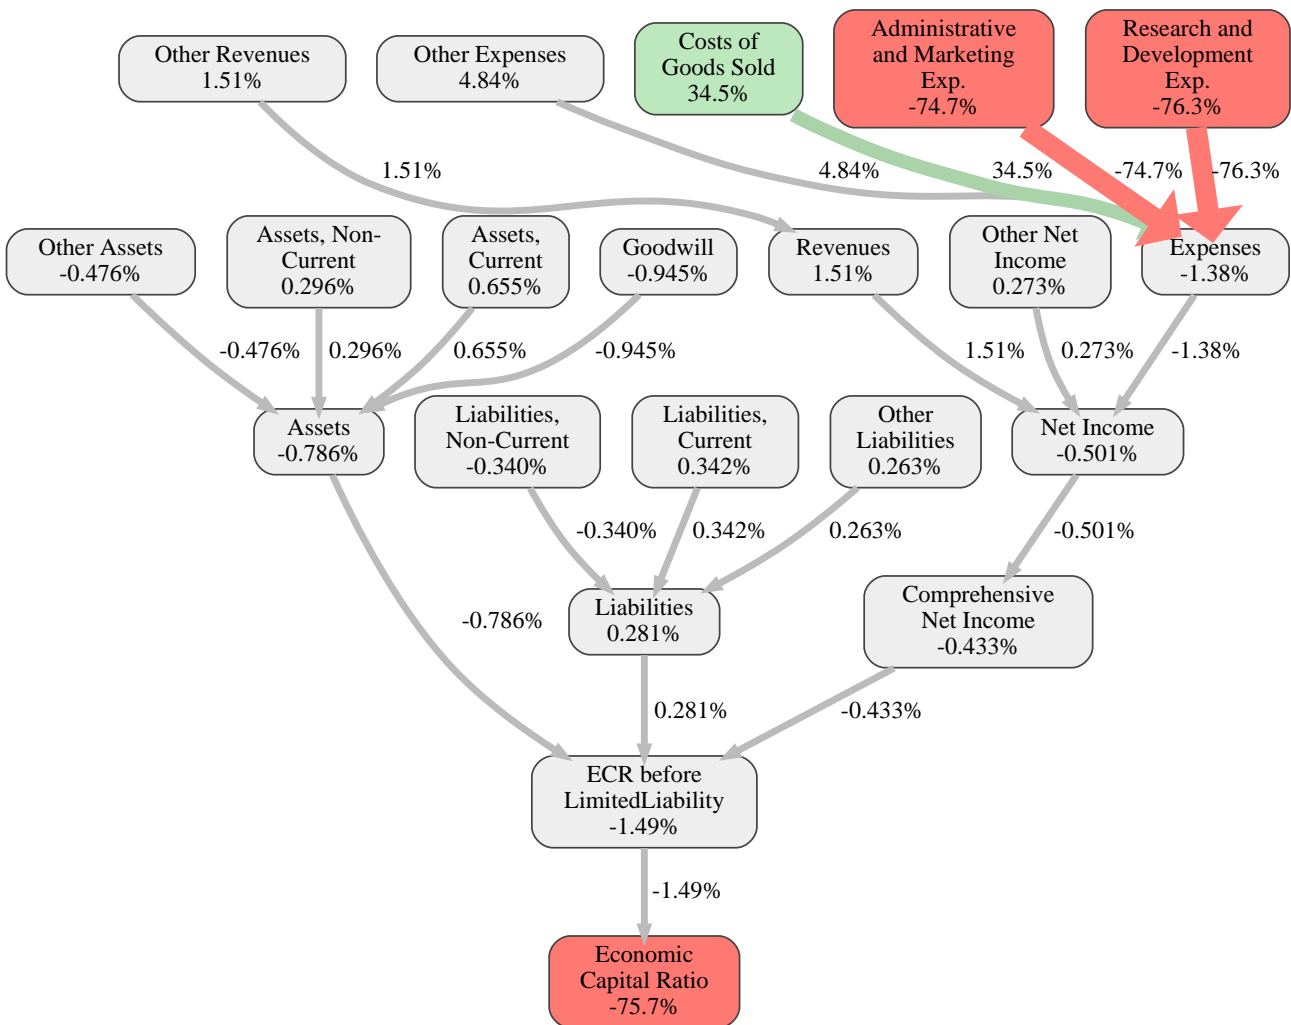 Other Revenues
1.51%
Other Expenses
4.84%
Costs of
Goods Sold
34.5%
Administrative
and Marketing
Exp.
-74.7%
Research and
Development
Exp.
-76.3%
1.51%
4.84%
34.5%
-74.7%
-76.3%
Other Assets
-0.476%
Assets, Non-
Current
0.296%
Assets,
Current
0.655%
Goodwill
-0.945%
Revenues
1.51%
Other Net
Income
0.273%
Expenses
-1.38%
-0.476%
0.296%
0.655%
-0.945%
1.51%
0.273%
-1.38%
Assets
-0.786%
Liabilities,
Non-Current
-0.340%
Liabilities,
Current
0.342%
Other
Liabilities
0.263%
Net Income
-0.501%
-0.340%
0.342%
0.263%
-0.501%
-0.786%
Liabilities
0.281%
Comprehensive
Net Income
-0.433%
0.281%
-0.433%
ECR before
LimitedLiability
-1.49%
-1.49%
Economic
Capital Ratio
-75.7%